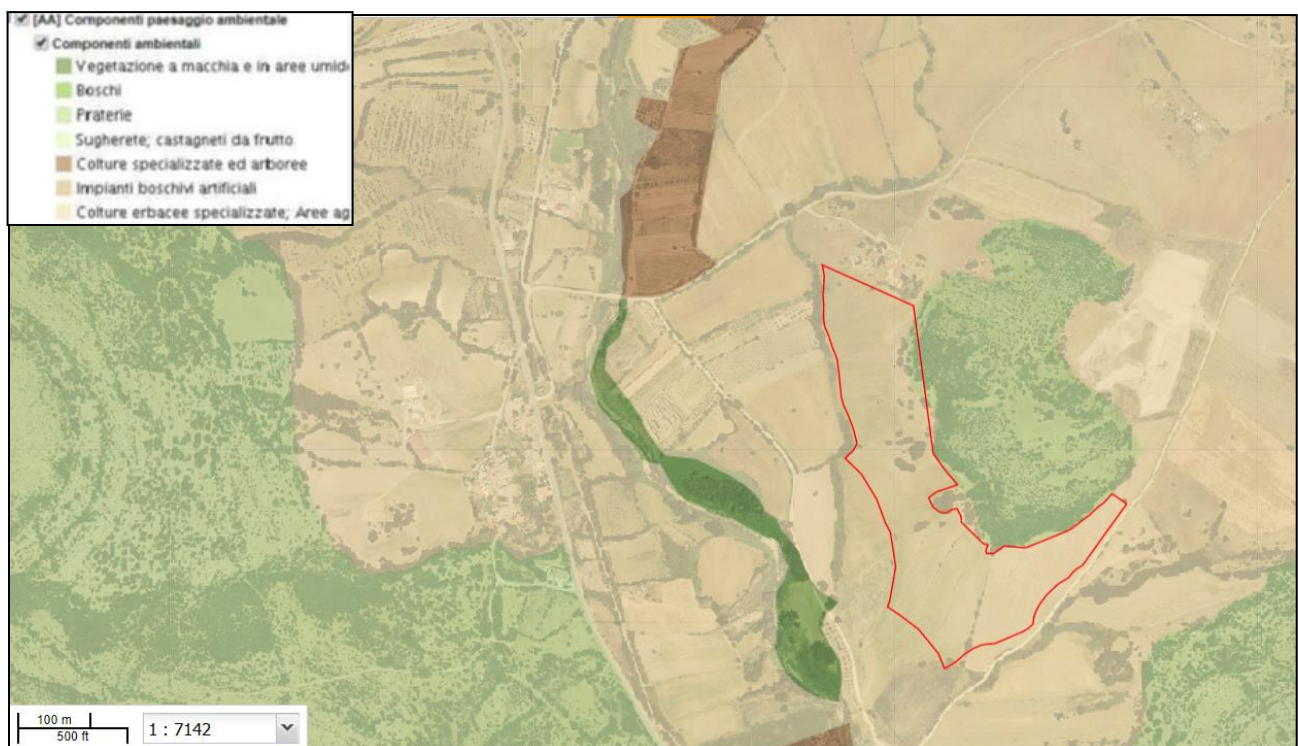 [AA] Componenti paesaggio ambientale
Componenti ambientali
Vegetazione a macchia e in aree umide
Boschi
Praterie
Sugherete; castagneti da frutto
Colture specializzate ed arboree
Impianti boschivi artificiali
Colture erbacee specializzate; Aree ag
100 m
500 ft
1 : 7142